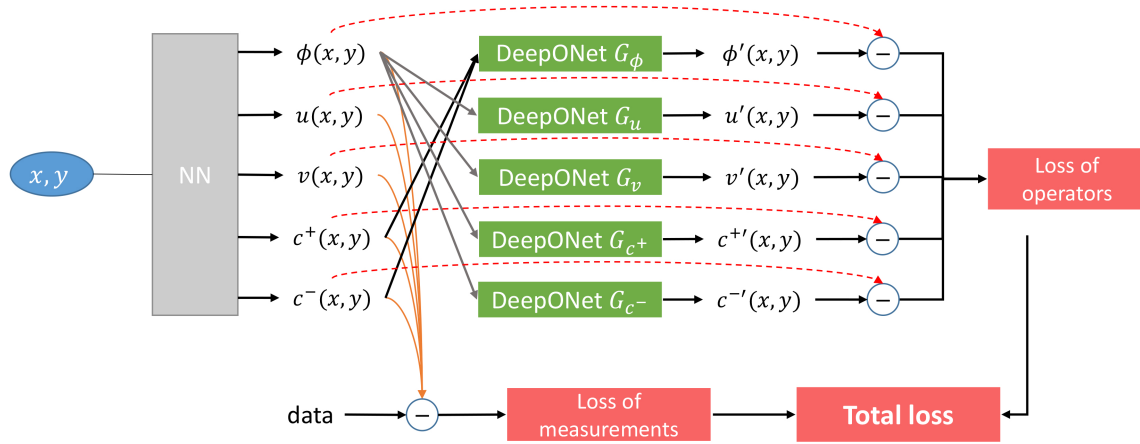 x, y
NN
ϕ(x, y)
u(x, y)
v(x, y)
c⁺(x, y)
c⁻(x, y)
DeepONet G_ϕ
DeepONet G_u
DeepONet G_v
DeepONet G_c⁺
DeepONet G_c⁻
ϕ′(x, y)
u′(x, y)
v′(x, y)
c⁺′(x, y)
c⁻′(x, y)
−
−
−
−
−
Loss of
operators
data
−
Loss of
measurements
Total loss